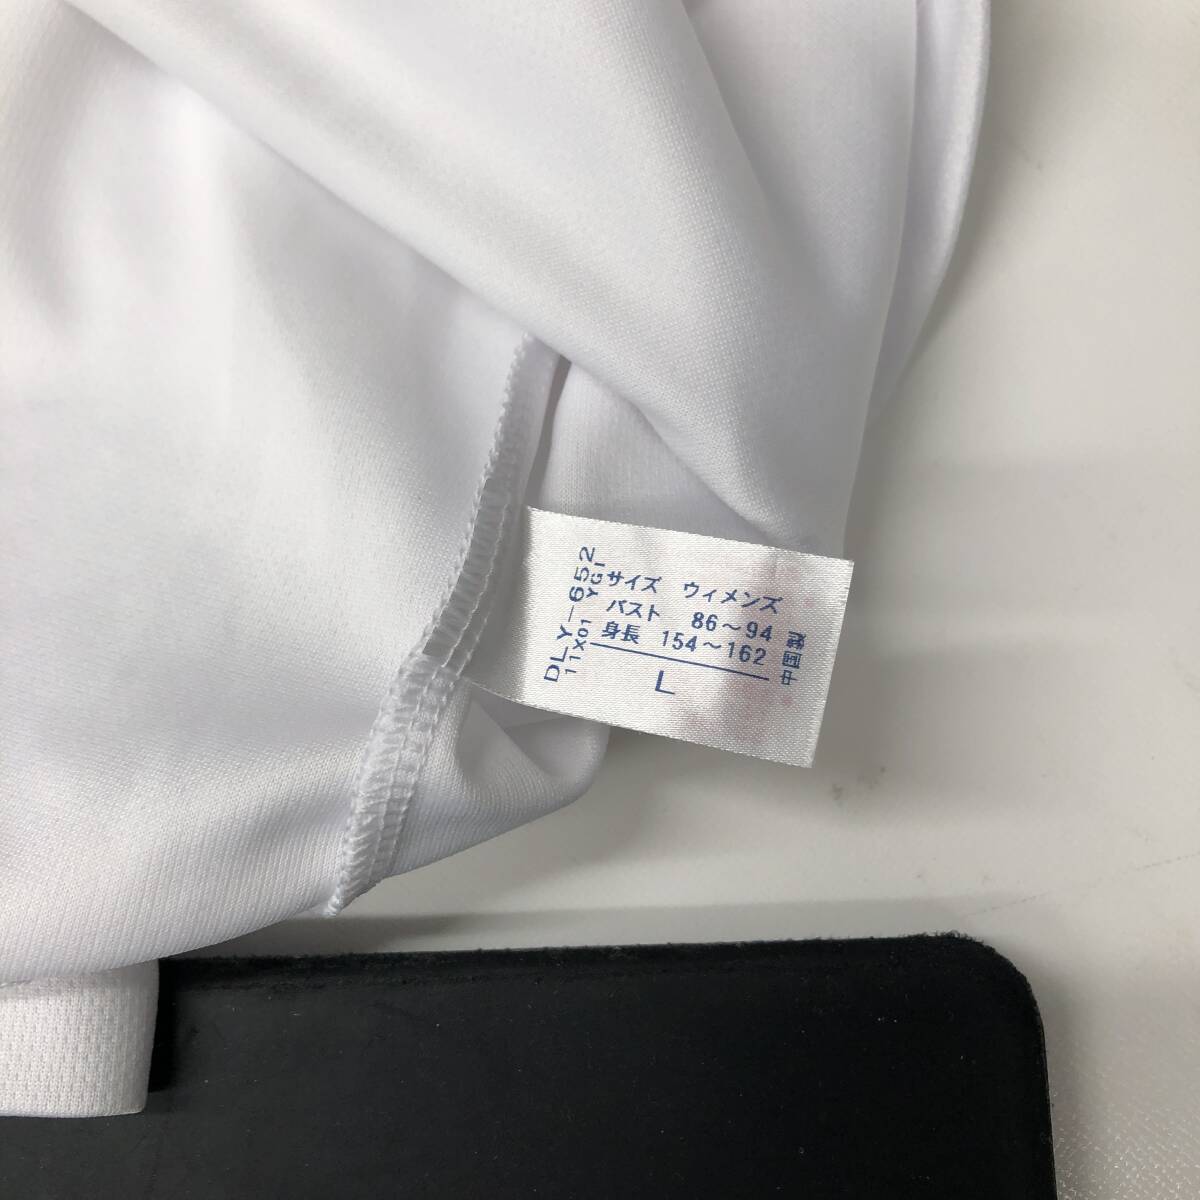 DLY-652
11X01 YGI
サイズ ウィメンズ
バスト 86～94
身長 154～162
L
中国製